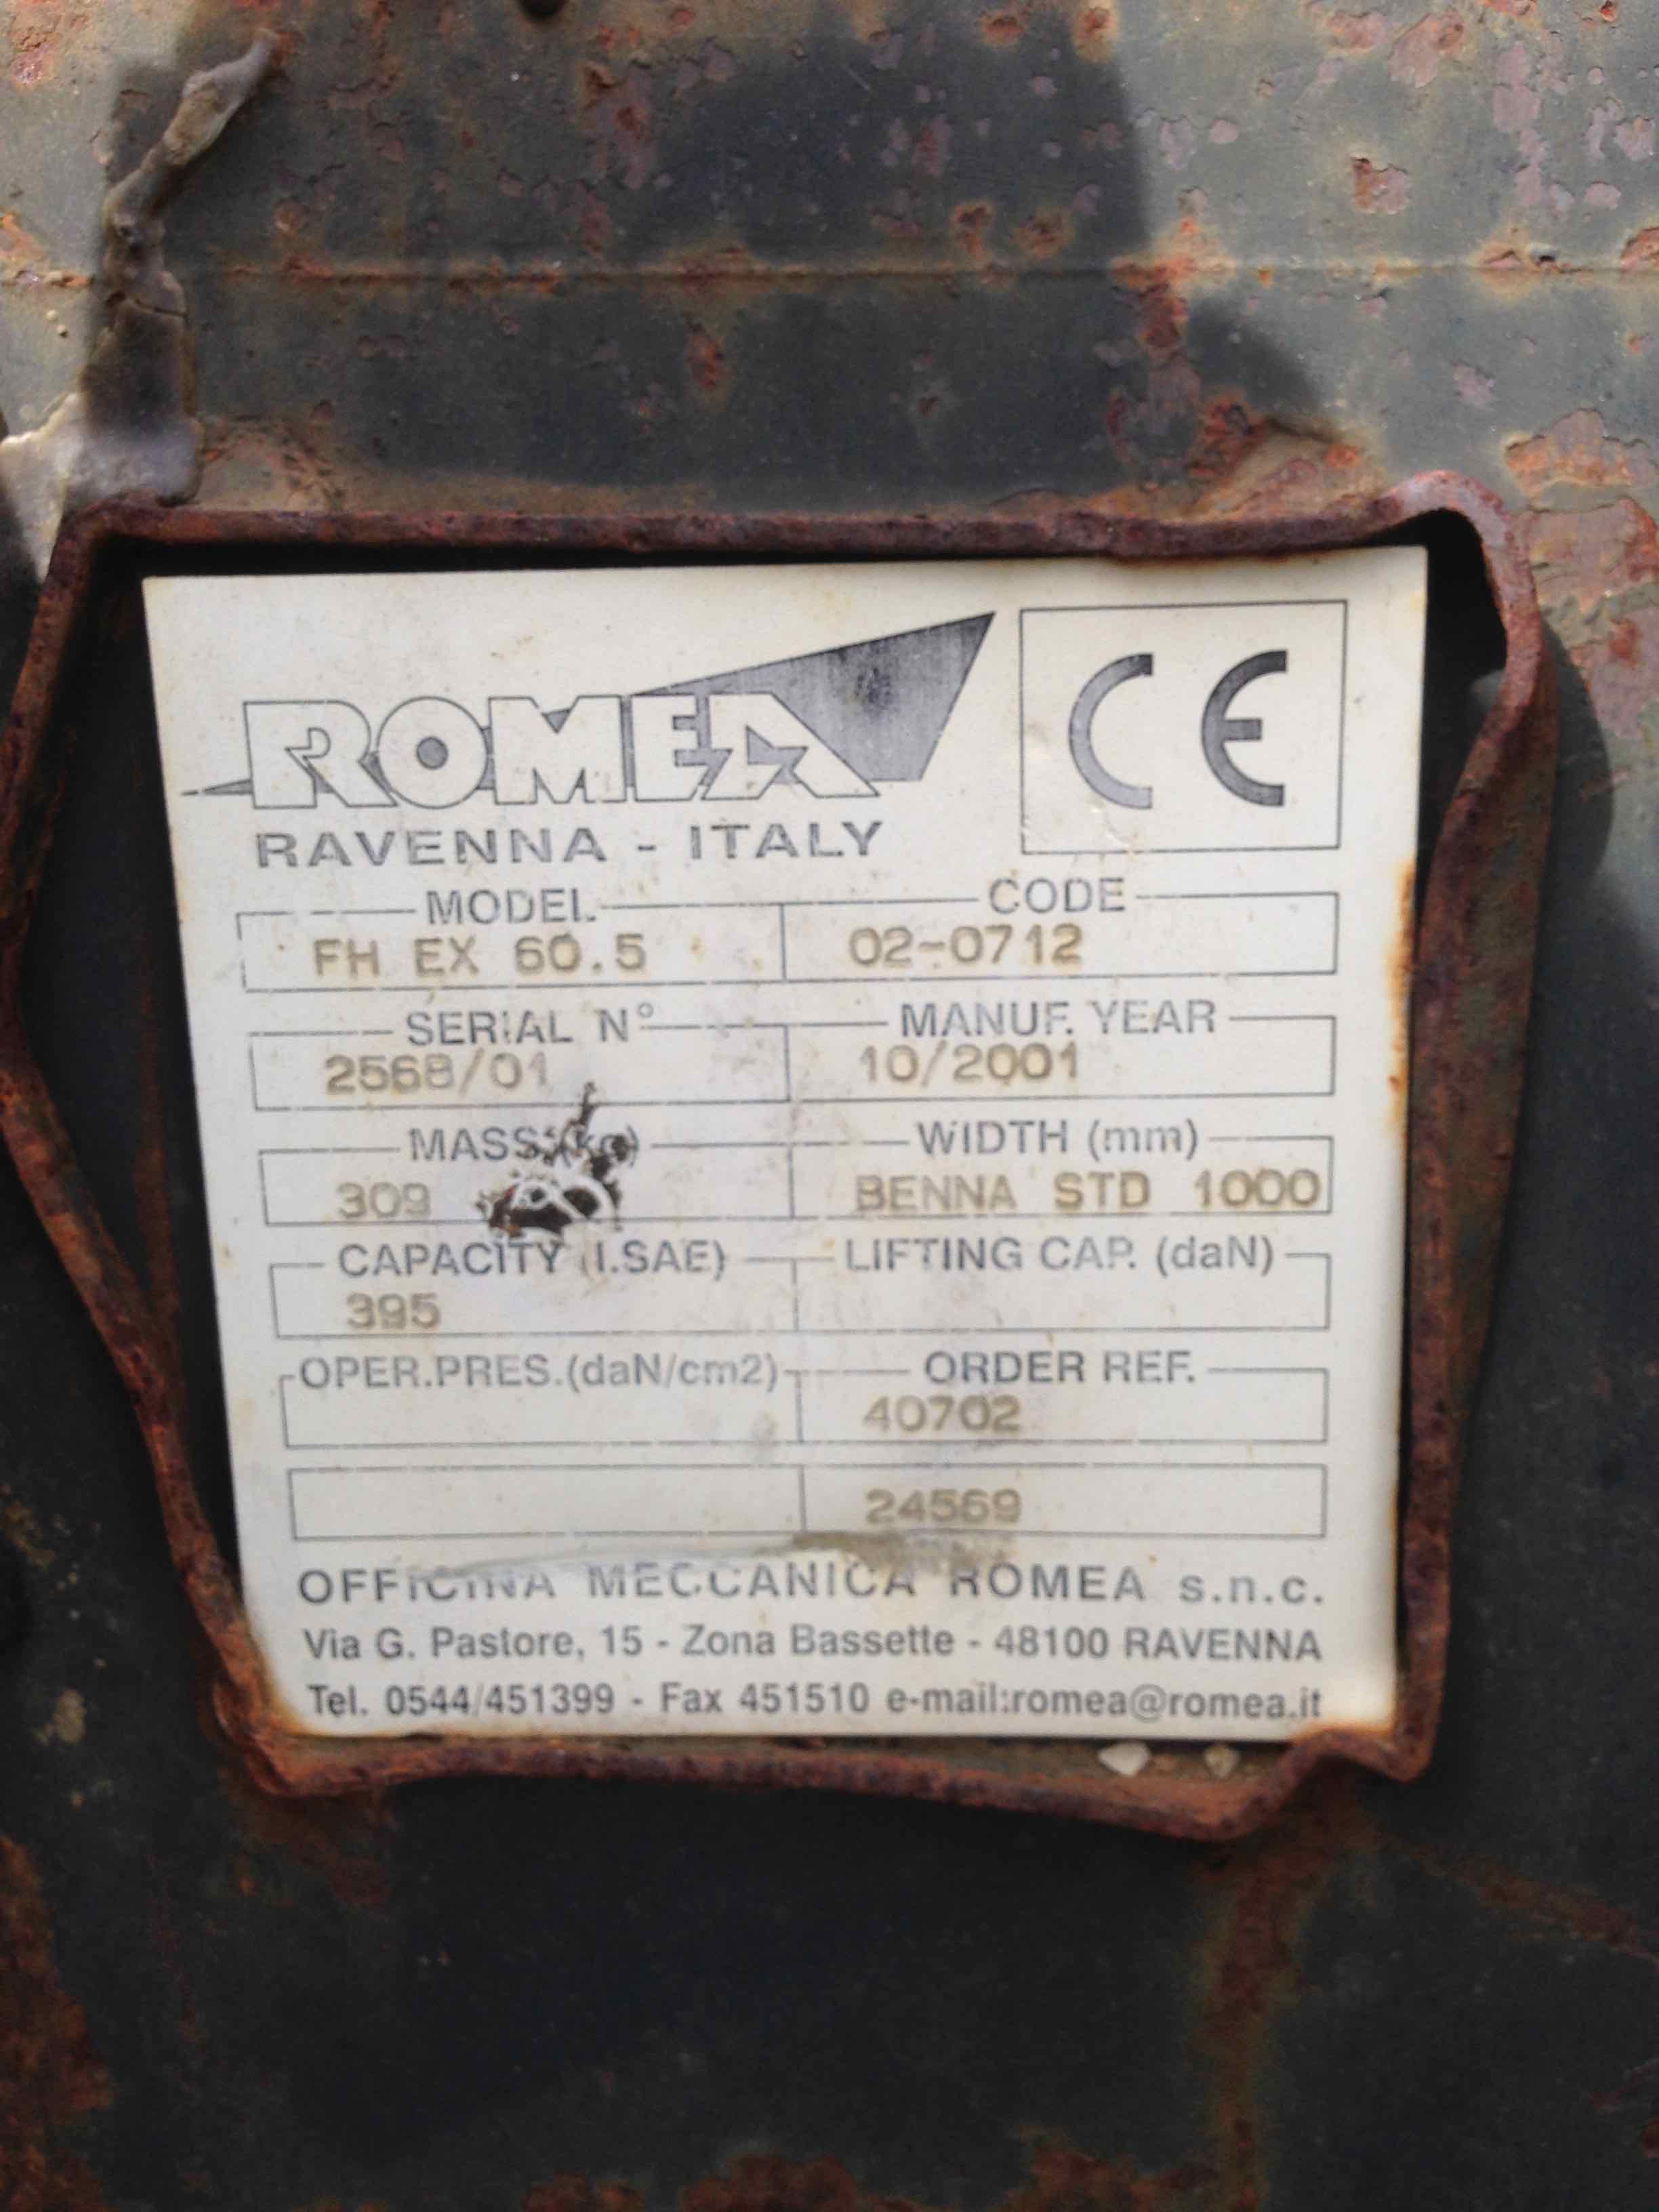 ROMEA CE
RAVENNA - ITALY
MODEL CODE
FH EX 60.5 02-0712
SERIAL N° MANUF. YEAR
2568/01 10/2001
MASS (kg) WIDTH (mm)
309 BENNA STD 1000
CAPACITY (l.SAE) LIFTING CAP. (daN)
395
OPER.PRES.(daN/cm2) ORDER REF.
40702
24569
OFFICINA MECCANICA ROMEA s.n.c.
Via G. Pastore, 15 - Zona Bassette - 48100 RAVENNA
Tel. 0544/451399 - Fax 451510 e-mail:romea@romea.it